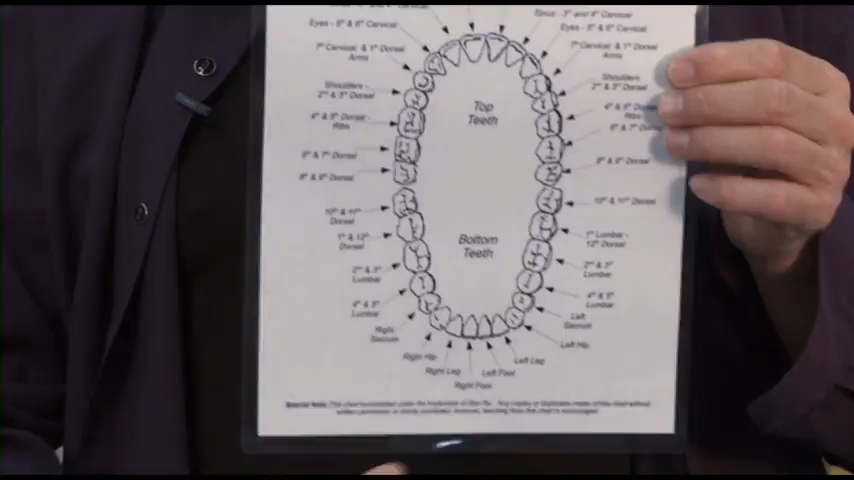 Eyes - 5th & 6th Cervical
7th Cervical & 1st Dorsal
Arms
Shoulders -
2nd & 3rd Dorsal
4th & 5th Dorsal -
Ribs
6th & 7th Dorsal
8th & 9th Dorsal
10th & 11th
Dorsal
1st & 12th
Dorsal
2nd & 3rd
Lumbar
4th & 5th
Lumbar
Right
Sacrum
Right Hip
Right Leg
Right Foot
Top
Teeth
Bottom
Teeth
Sinus - 3rd and 4th Cervical
Eyes - 5th & 6th Cervical
7th Cervical & 1st Dorsal
Arms
Shoulders
2nd & 3rd Dorsal
4th & 5th
Ribs
6th & 7th
8th & 9th Dorsal
10th & 11th Dorsal
1st Lumbar -
12th Dorsal
2nd & 3rd
Lumbar
4th & 5th
Lumbar
Left
Sacrum
Left Hip
Left Leg
Left Foot